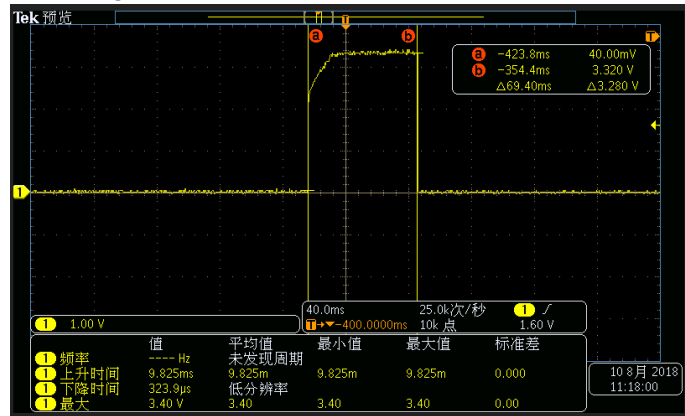 Tek 预览
a b
a −423.8ms 40.00mV
b −354.4ms 3.320 V
△69.40ms △3.280 V
1
1 1.00 V
40.0ms 25.0k次/秒 1 /
T→▼−400.0000ms 10k 点 1.60 V
值 平均值 最小值 最大值 标准差
1 频率 ---- Hz 未发现周期
1 上升时间 9.825ms 9.825m 9.825m 9.825m 0.000
1 下降时间 323.9µs 低分辨率
1 最大 3.40 V 3.40 3.40 3.40 0.00
10 8月 2018
11:18:00